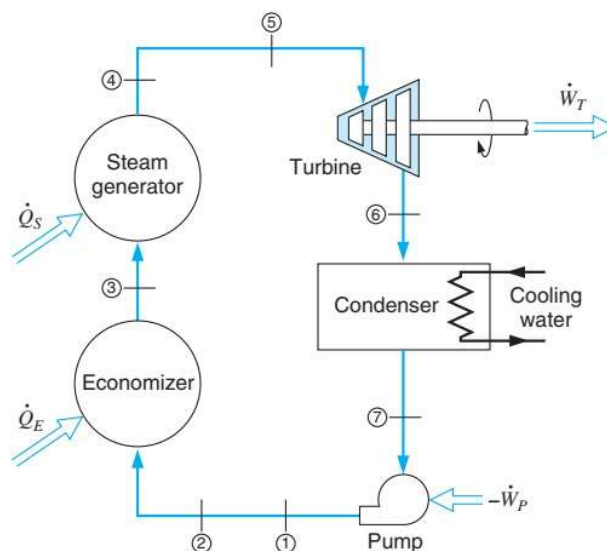 ⑤
④
Ẇ_T
Steam
generator
Turbine
Q̇_S
⑥
③
Condenser
Cooling
water
Economizer
Q̇_E
⑦
–Ẇ_P
②
①
Pump